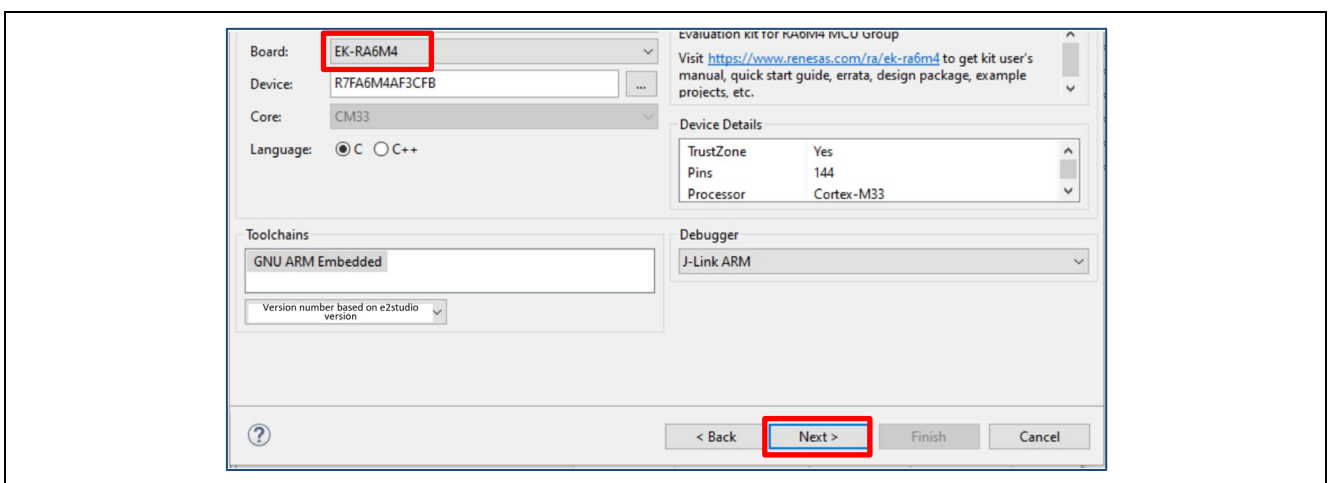 Board:
EK-RA6M4
Device:
R7FA6M4AF3CFB
...
Core:
CM33
Language:
C
C++
Evaluation kit for RA6M4 MCU Group
Visit https://www.renesas.com/ra/ek-ra6m4 to get kit user's
manual, quick start guide, errata, design package, example
projects, etc.
Device Details
TrustZone Yes
Pins 144
Processor Cortex-M33
Toolchains
GNU ARM Embedded
Version number based on e2studio
version
Debugger
J-Link ARM
?
< Back
Next >
Finish
Cancel